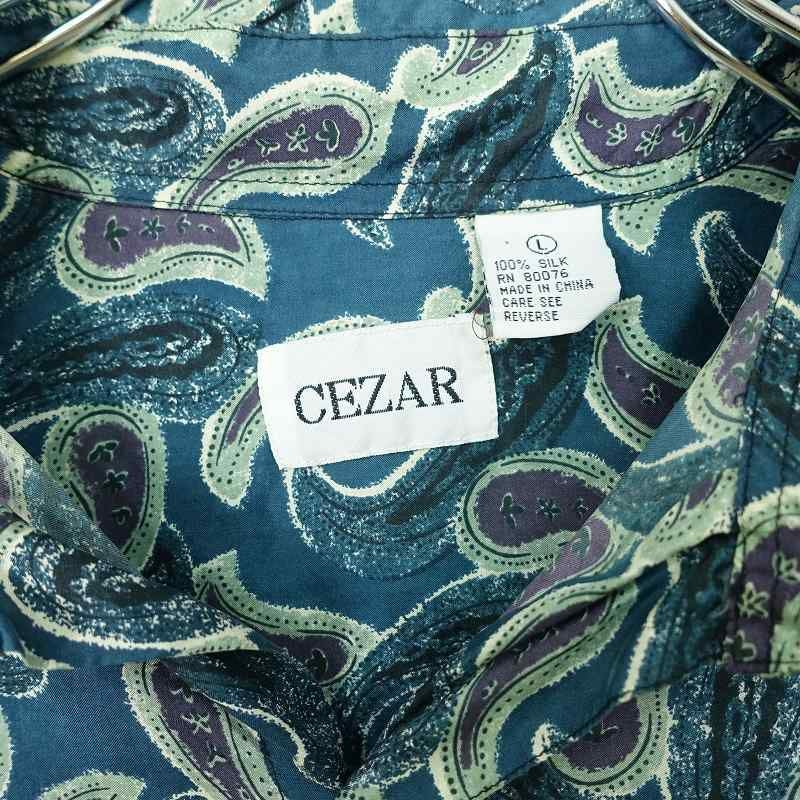 L
100% SILK
RN 80076
MADE IN CHINA
CARE SEE
REVERSE
CEZAR